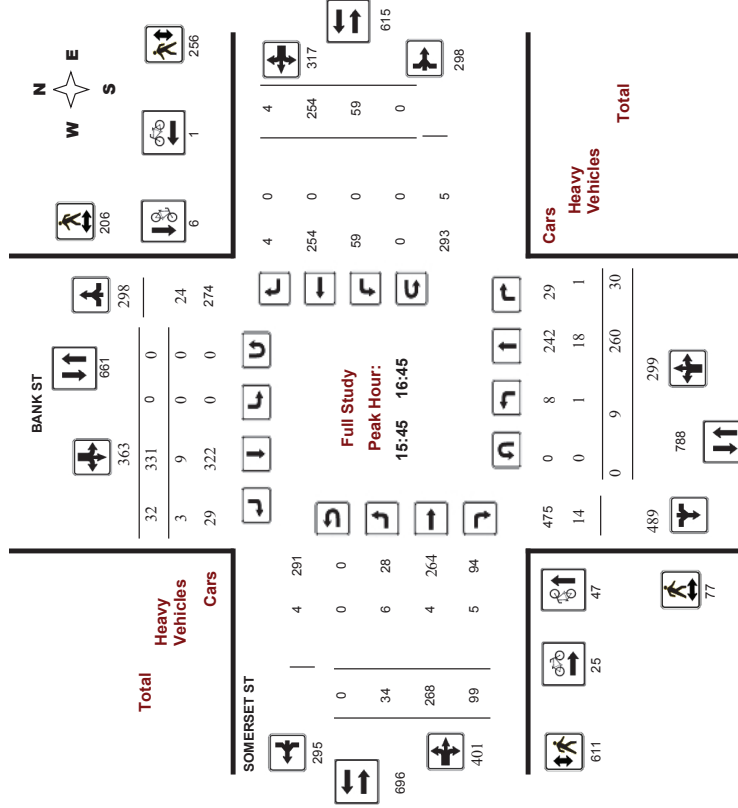 N
W E
S
206
256
6
1
BANK ST
661
363
298
32 331 0 0
3 9 0 0 24
29 322 0 0 274
Total
Heavy
Vehicles
Cars
SOMERSET ST
295
696
401
4 291
0 0 0
34 6 28
268 4 264
99 5 94
Full Study
Peak Hour:
15:45 16:45
4 0 4
254 0 254
59 0 59
0 0 0
293 5
317
615
298
Cars
Heavy
Vehicles
Total
475 0 8 242 29
14 0 1 18 1
0 9 260 30
489
788
299
611
25
47
77